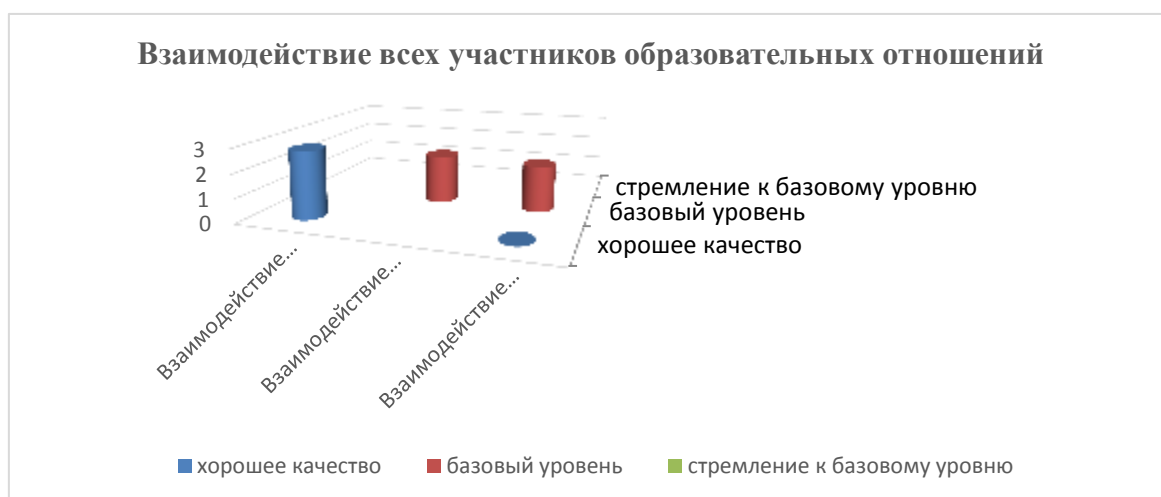 Взаимодействие всех участников образовательных отношений
3
2
1
0
стремление к базовому уровню
базовый уровень
хорошее качество
Взаимодействие...
Взаимодействие...
Взаимодействие...
хорошее качество
базовый уровень
стремление к базовому уровню